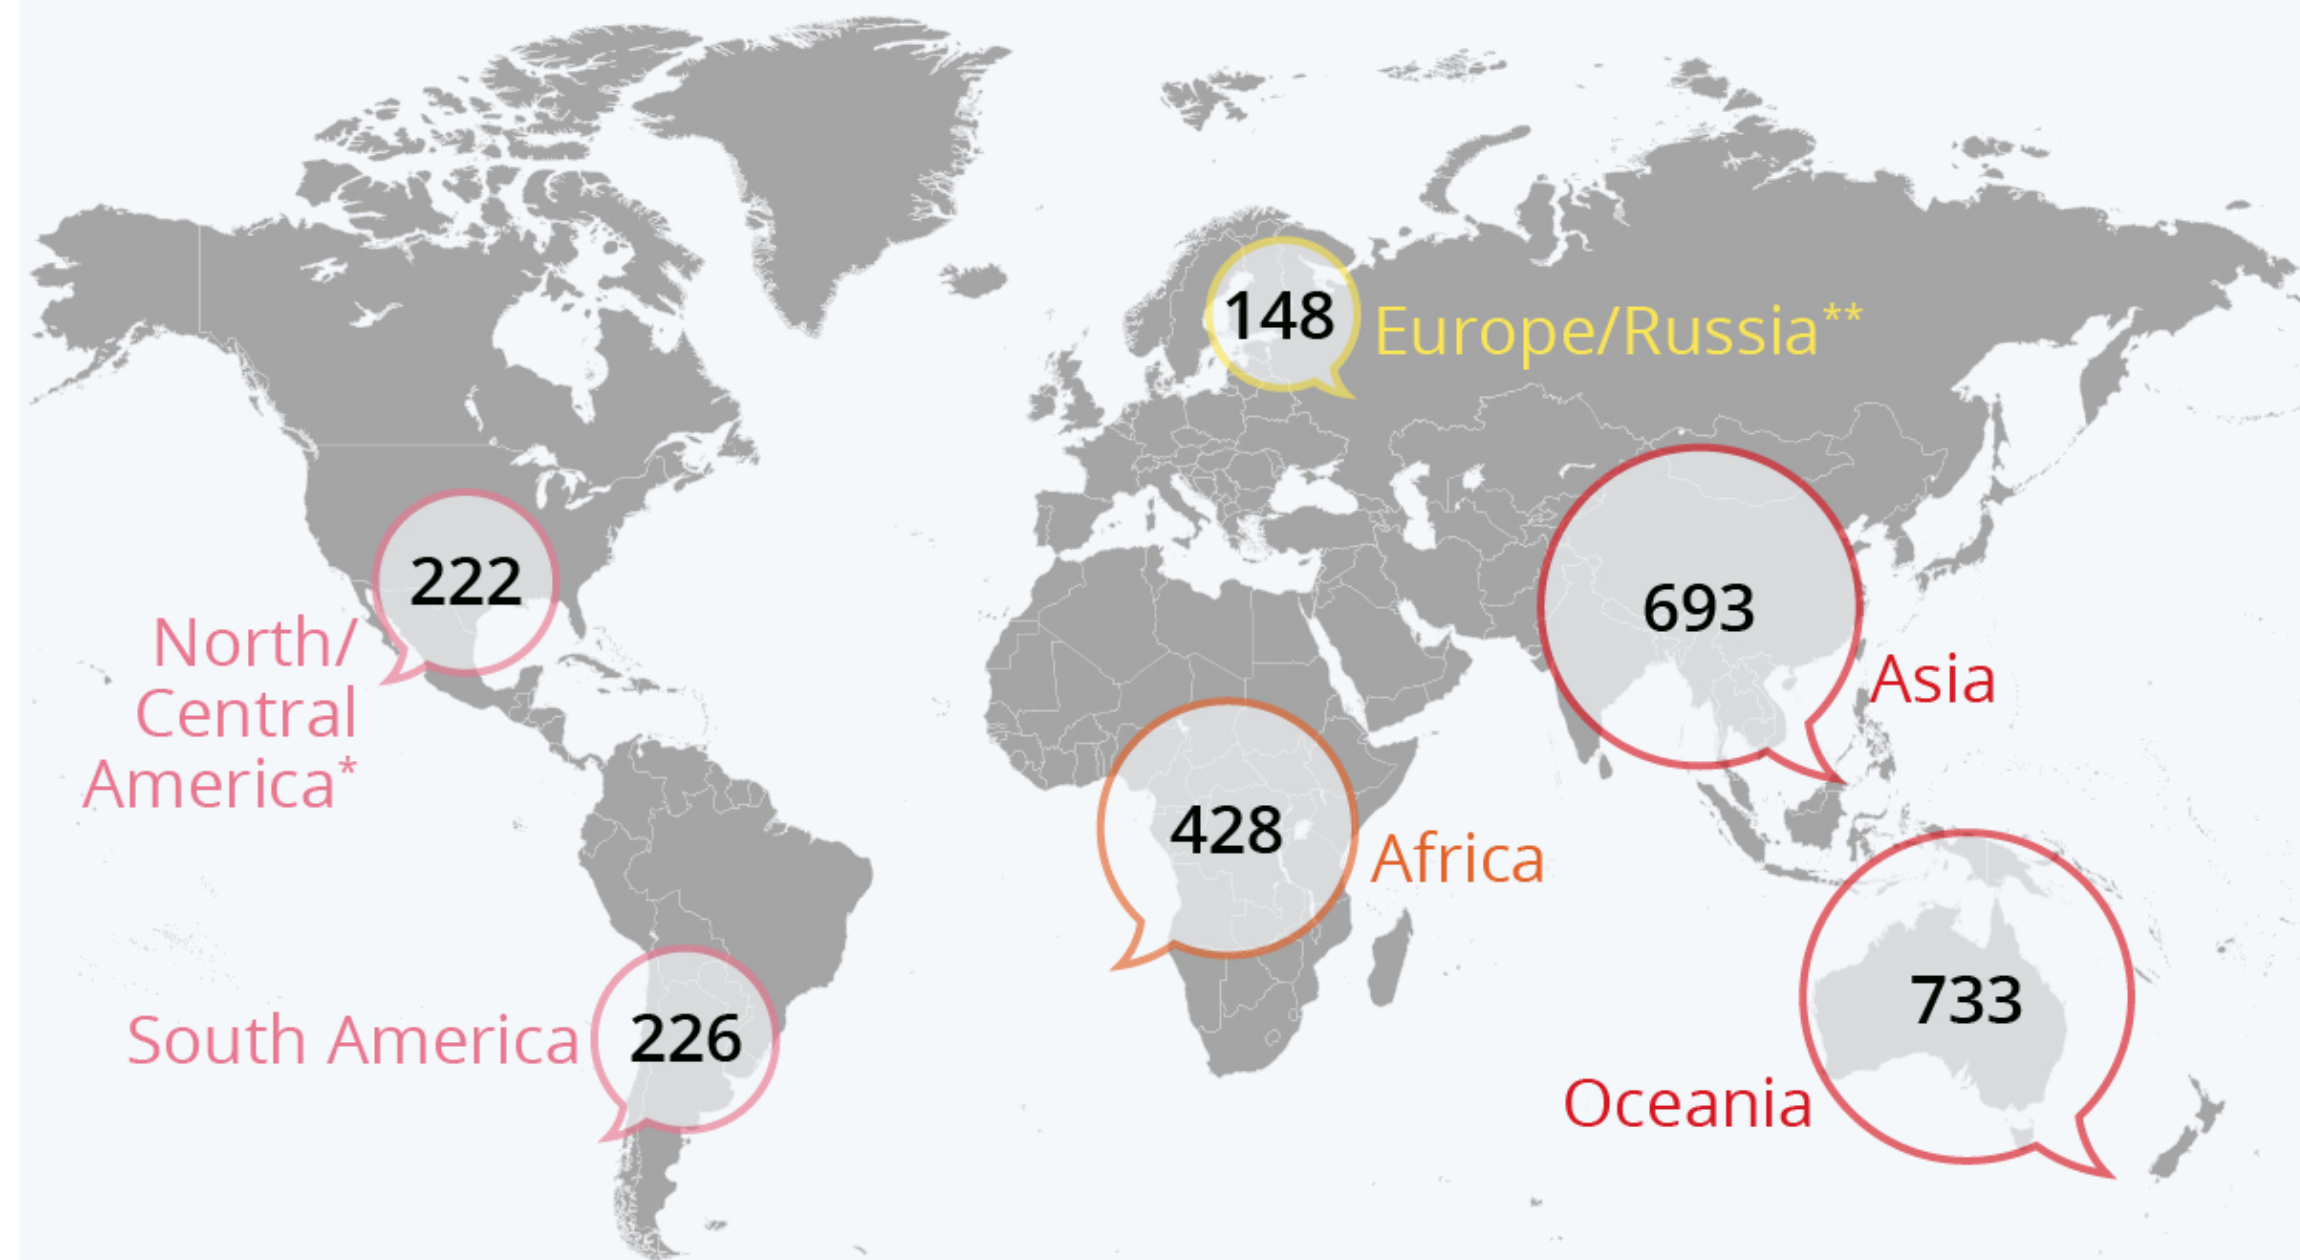 148
Europe/Russia**
222
North/
Central
America*
693
Asia
428
Africa
733
Oceania
226
South America